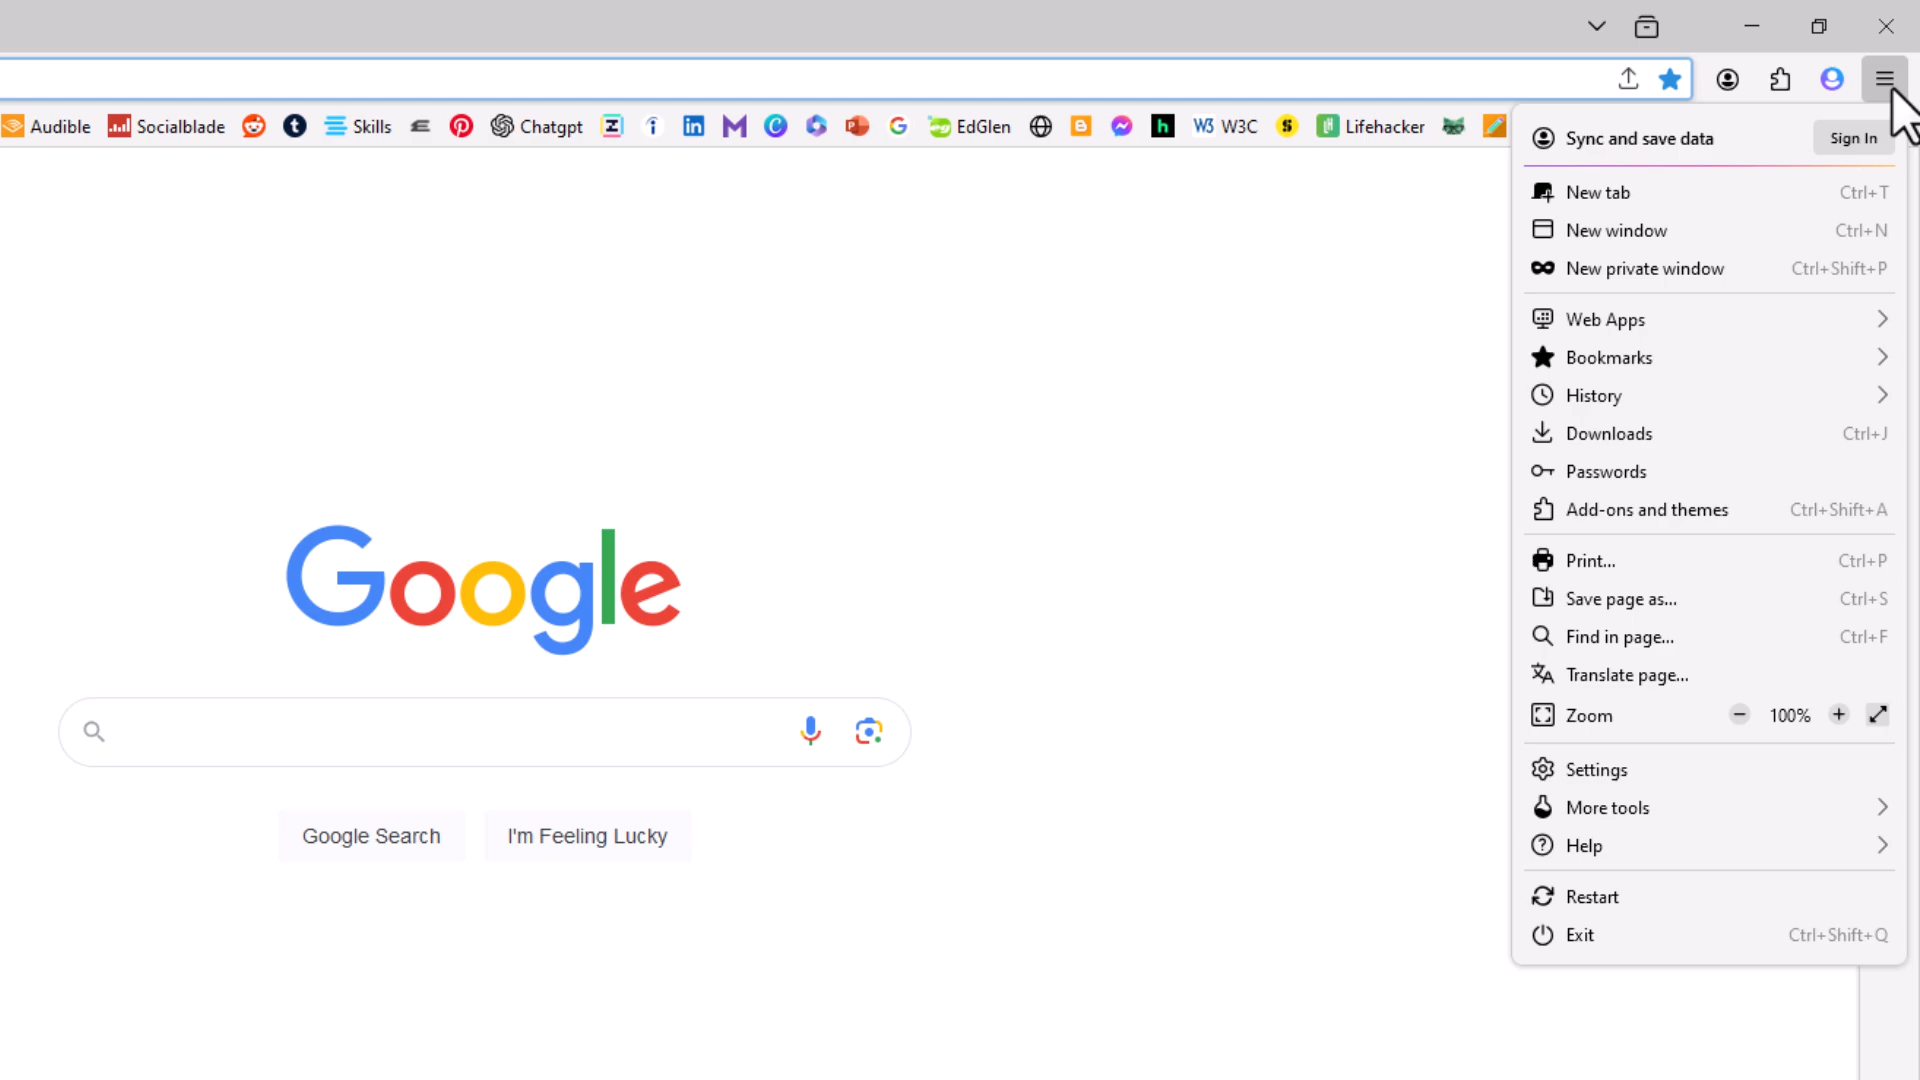 Audible Socialblade Skills Chatgpt EdGlen W3C Lifehacker
Sync and save data Sign In
New tab Ctrl+T
New window Ctrl+N
New private window Ctrl+Shift+P
Web Apps
Bookmarks
History
Downloads Ctrl+J
Passwords
Add-ons and themes Ctrl+Shift+A
Print... Ctrl+P
Save page as... Ctrl+S
Find in page... Ctrl+F
Translate page...
Zoom 100%
Settings
More tools
Help
Restart
Exit Ctrl+Shift+Q
Google
Google Search I'm Feeling Lucky